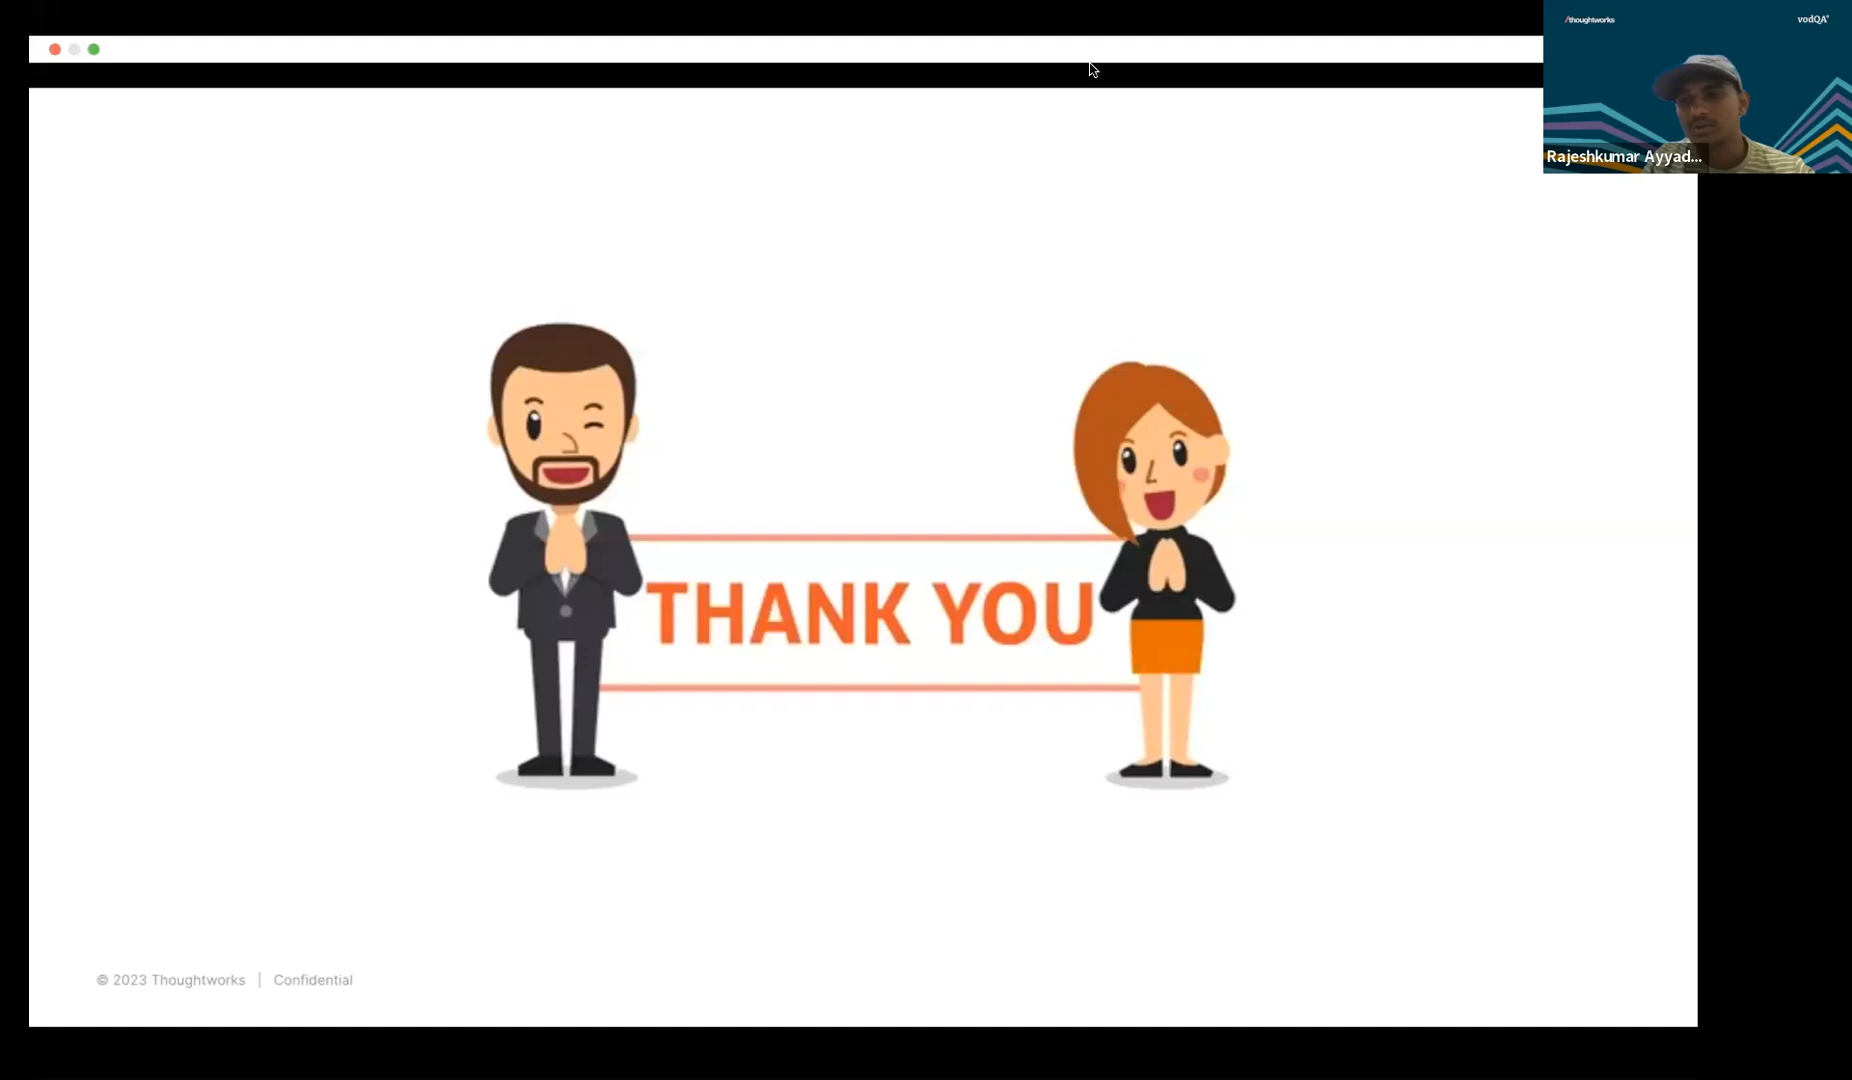 /thoughtworks
vodQA®
Rajeshkumar Ayyad...
THANK YOU
© 2023 Thoughtworks | Confidential